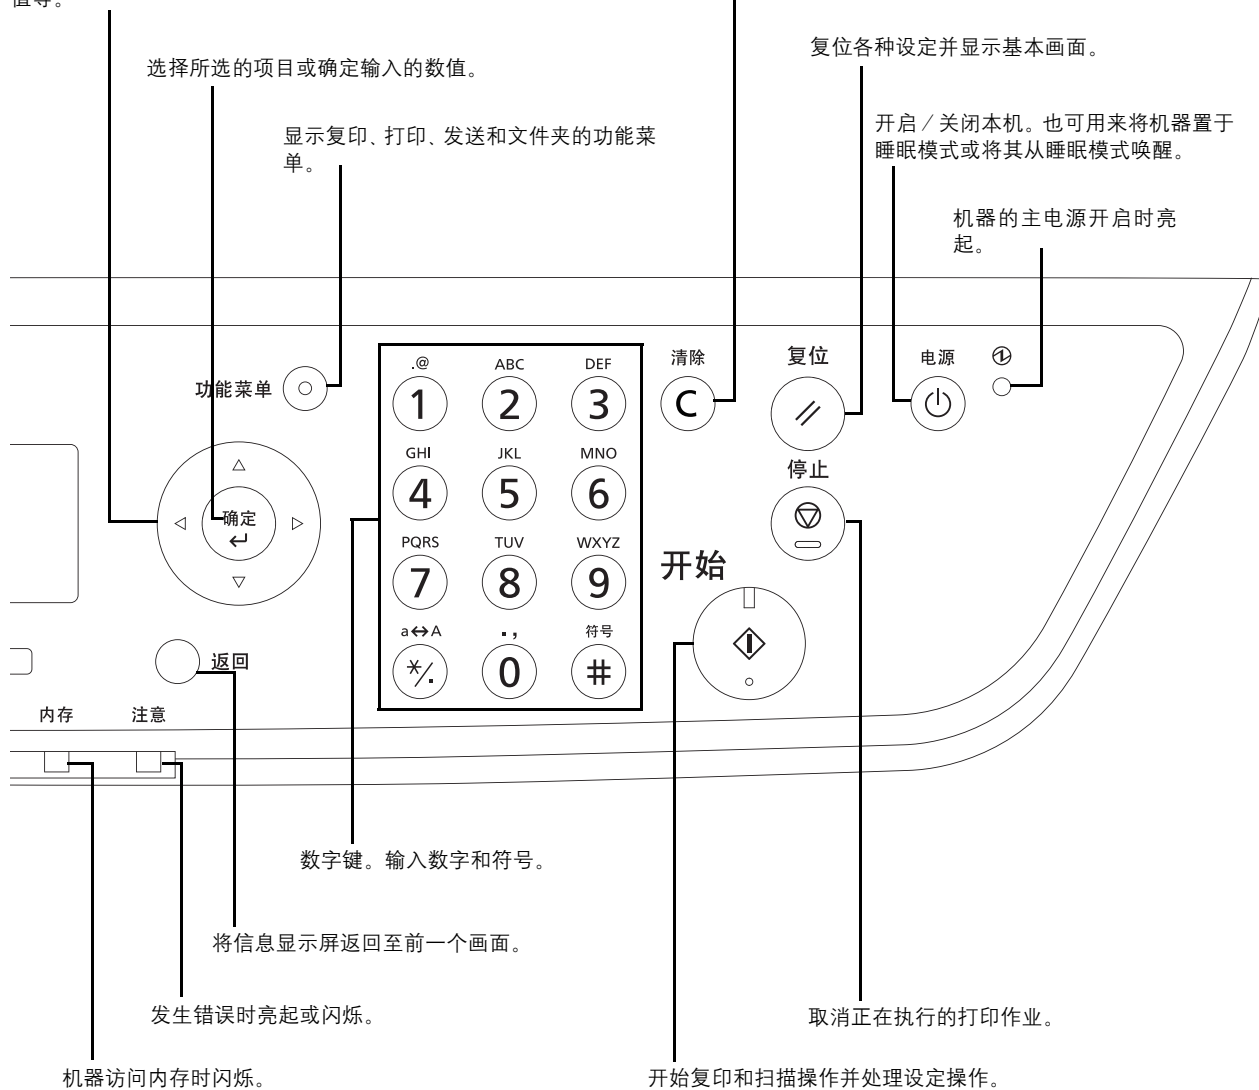 值等。
复位各种设定并显示基本画面。
选择所选的项目或确定输入的数值。
显示复印、打印、发送和文件夹的功能菜
单。
开启／关闭本机。也可用来将机器置于
睡眠模式或将其从睡眠模式唤醒。
机器的主电源开启时亮
起。
功能菜单
.@
ABC
DEF
清除
复位
电源
1
2
3
C
GHI
JKL
MNO
停止
4
5
6
确定
PQRS
TUV
WXYZ
开始
7
8
9
a↔A
.,
符号
*/.
0
#
返回
内存
注意
数字键。输入数字和符号。
将信息显示屏返回至前一个画面。
发生错误时亮起或闪烁。
取消正在执行的打印作业。
机器访问内存时闪烁。
开始复印和扫描操作并处理设定操作。